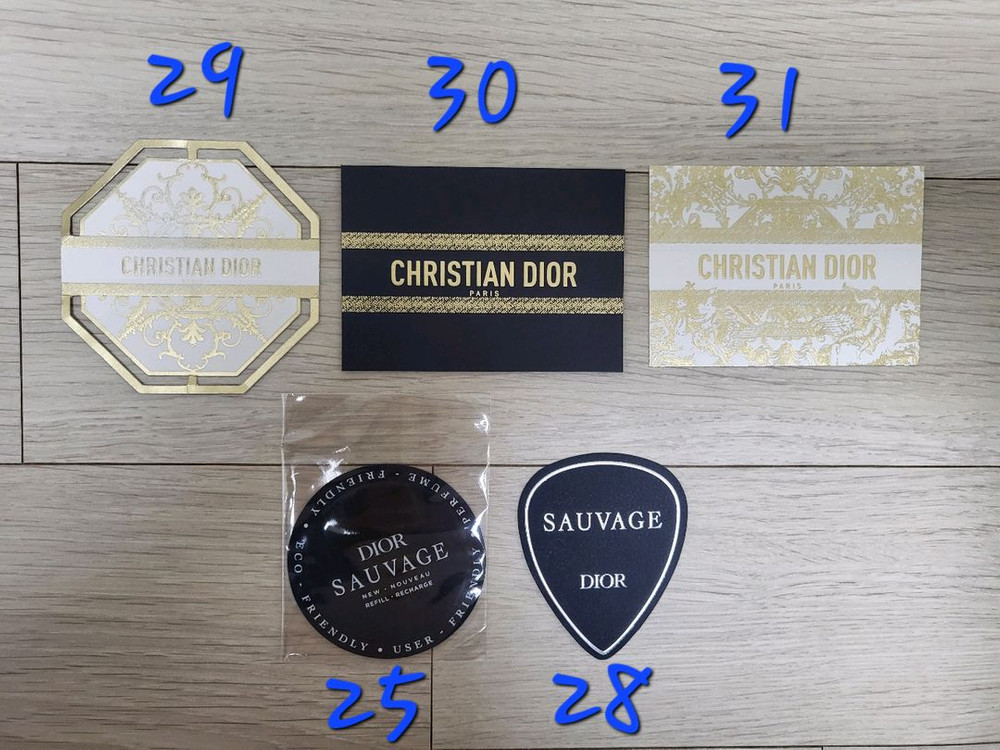 29
30
31
CHRISTIAN DIOR
CHRISTIAN DIOR
PARIS
CHRISTIAN DIOR
PARIS
PERFUME - FRIENDLY • ECO - FRIENDLY • USER - FRIENDLY
DIOR
SAUVAGE
NEW - NOUVEAU
REFILL - RECHARGE
SAUVAGE
DIOR
25
28